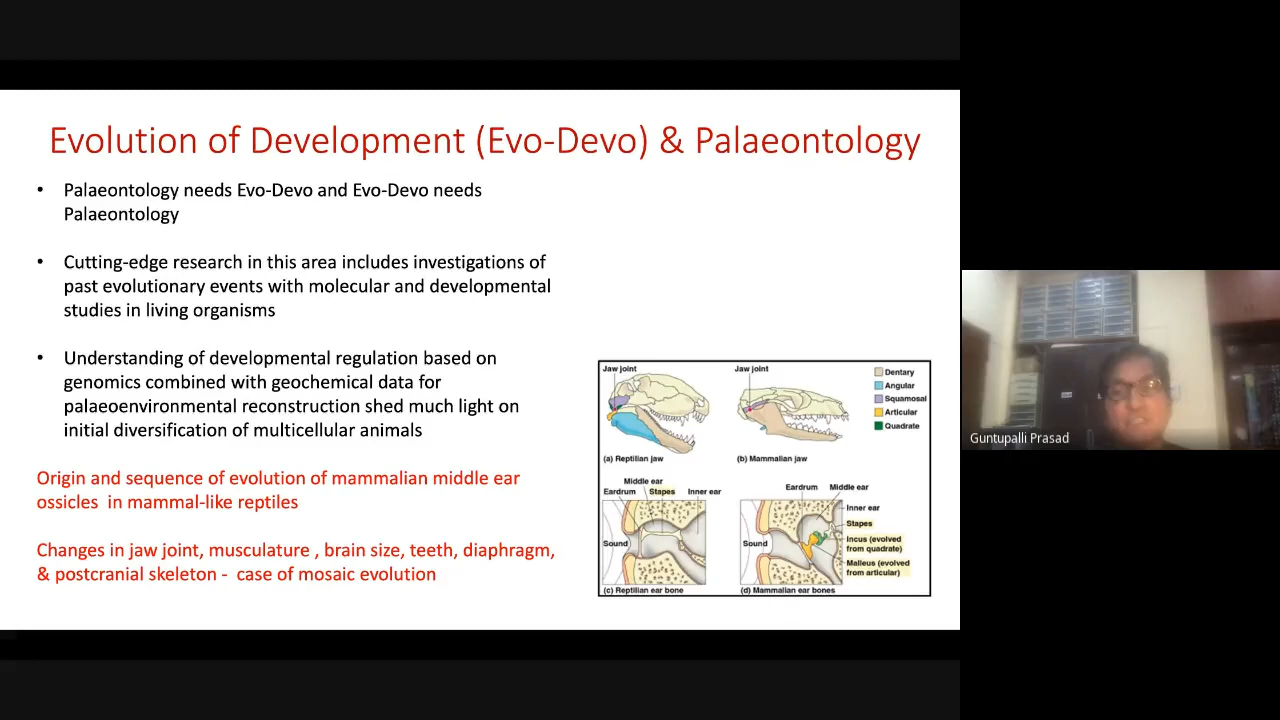 Evolution of Development (Evo-Devo) & Palaeontology
• Palaeontology needs Evo-Devo and Evo-Devo needs
Palaeontology
• Cutting-edge research in this area includes investigations of
past evolutionary events with molecular and developmental
studies in living organisms
• Understanding of developmental regulation based on
genomics combined with geochemical data for
palaeoenvironmental reconstruction shed much light on
initial diversification of multicellular animals
Origin and sequence of evolution of mammalian middle ear
ossicles in mammal-like reptiles
Changes in jaw joint, musculature , brain size, teeth, diaphragm,
& postcranial skeleton - case of mosaic evolution
Jaw joint
Jaw joint
Dentary
Angular
Squamosal
Articular
Quadrate
(a) Reptilian jaw
(b) Mammalian jaw
Middle ear
Eardrum
Stapes
Inner ear
Sound
(c) Reptilian ear bone
Eardrum
Middle ear
Inner ear
Stapes
Sound
Incus (evolved
from quadrate)
Malleus (evolved
from articular)
(d) Mammalian ear bones
Guntupalli Prasad